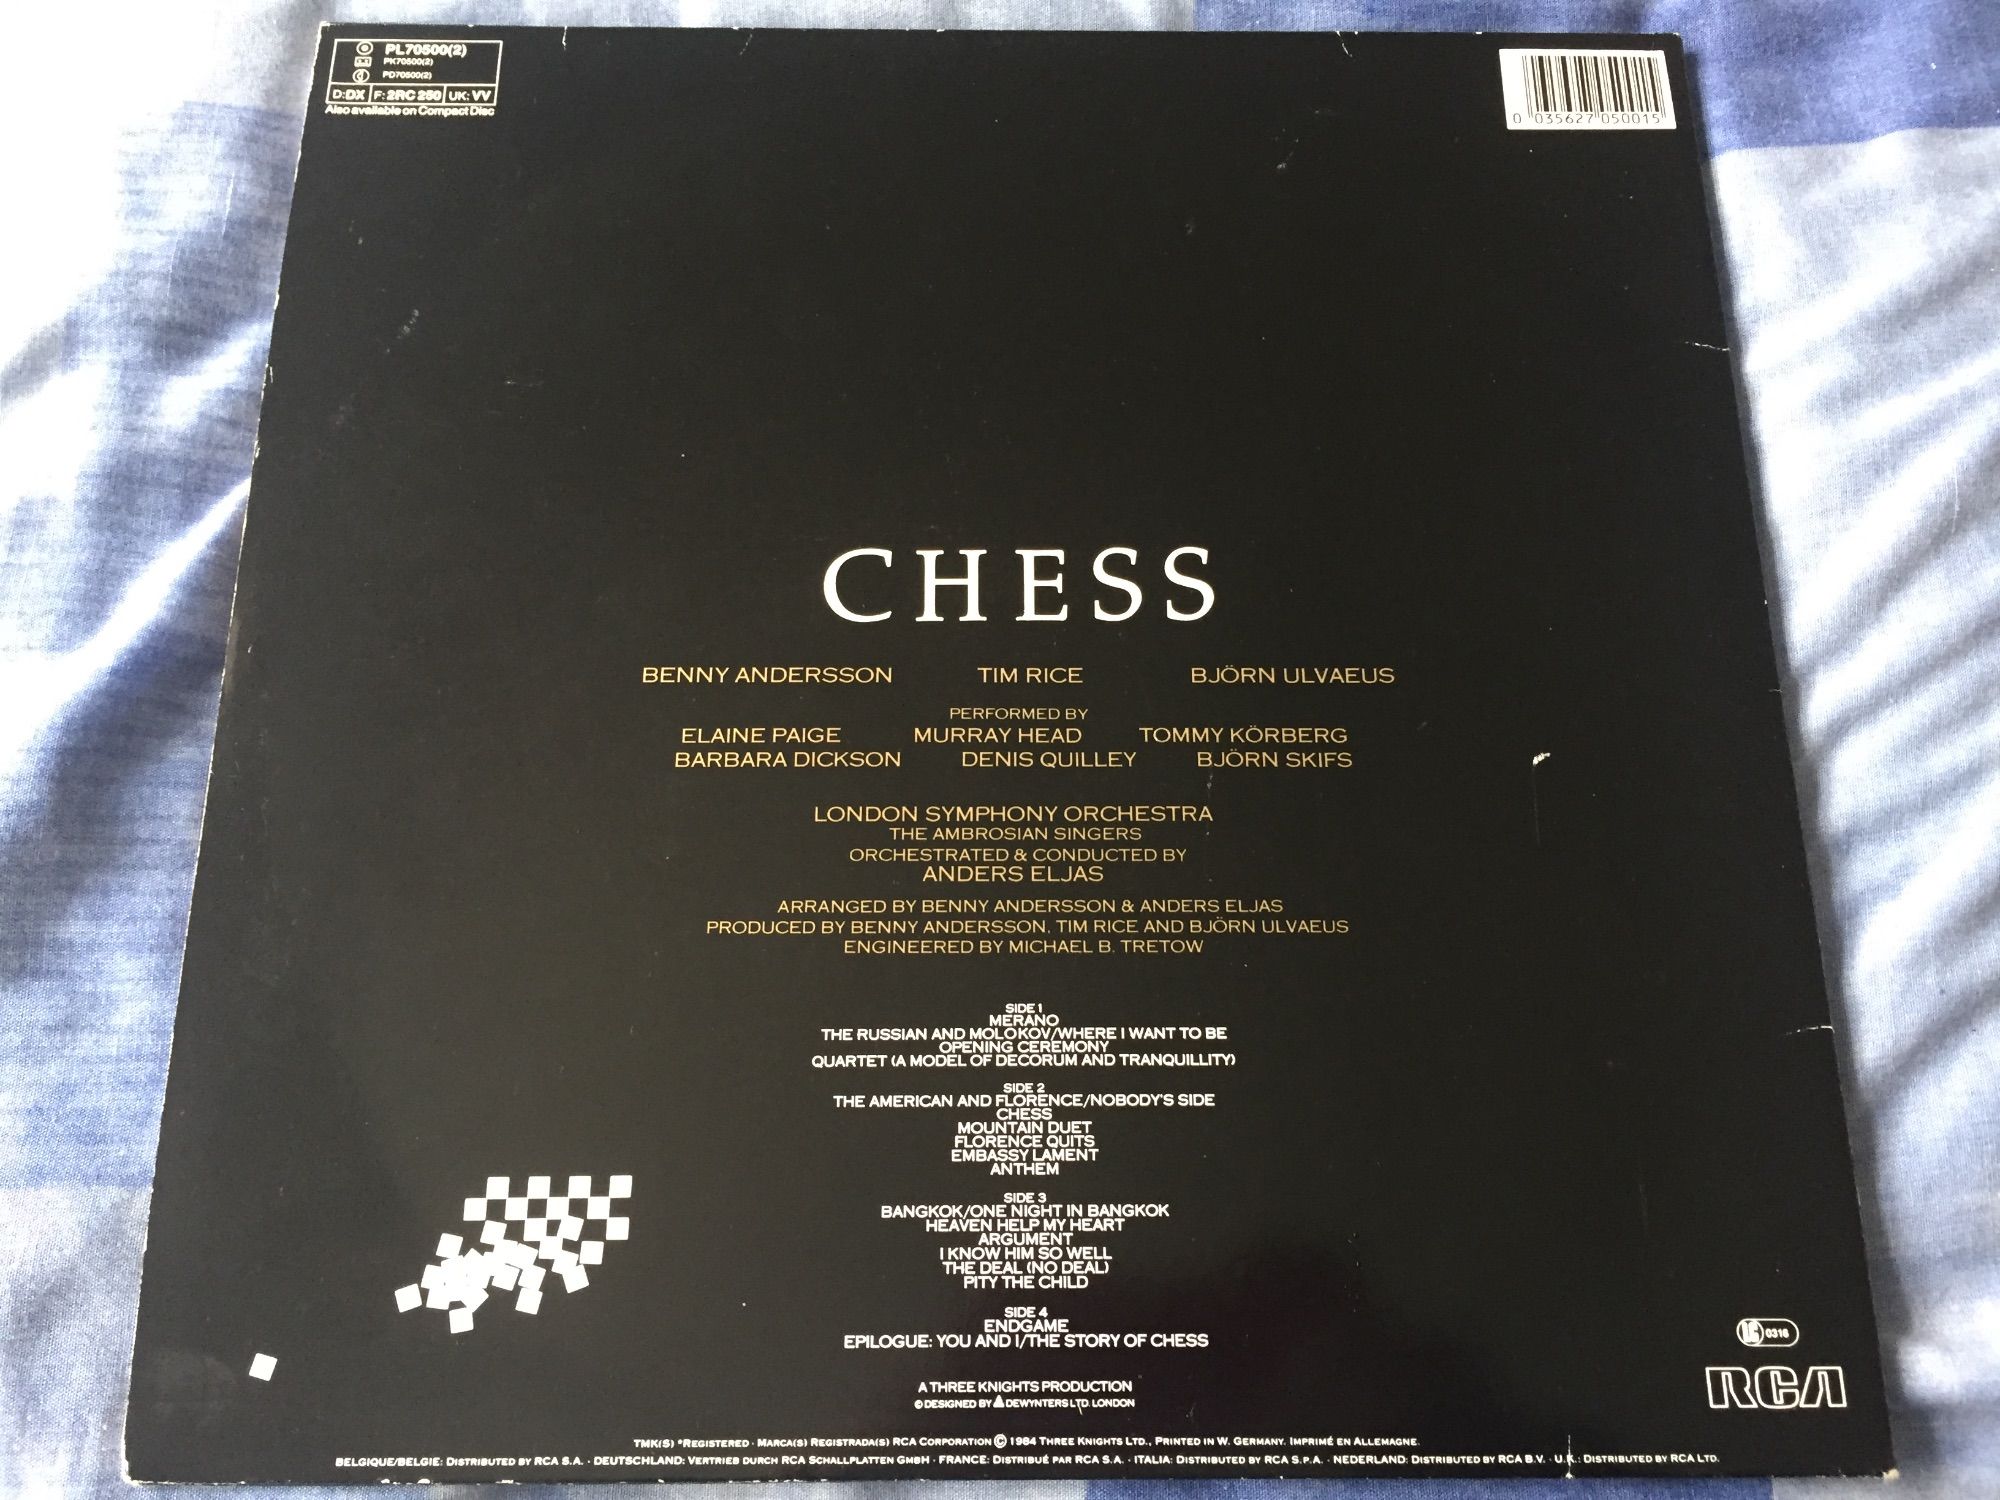 PL70500(2)
PK70500(2)
PD70500(2)
D:DX F: 2RC 250 UK: VV
Also available on Compact Disc
0 035627 050015
CHESS
BENNY ANDERSSON TIM RICE BJÖRN ULVAEUS
PERFORMED BY
ELAINE PAIGE MURRAY HEAD TOMMY KÖRBERG
BARBARA DICKSON DENIS QUILLEY BJÖRN SKIFS
LONDON SYMPHONY ORCHESTRA
THE AMBROSIAN SINGERS
ORCHESTRATED & CONDUCTED BY
ANDERS ELJAS
ARRANGED BY BENNY ANDERSSON & ANDERS ELJAS
PRODUCED BY BENNY ANDERSSON, TIM RICE AND BJÖRN ULVAEUS
ENGINEERED BY MICHAEL B. TRETOW
SIDE 1
MERANO
THE RUSSIAN AND MOLOKOV/WHERE I WANT TO BE
OPENING CEREMONY
QUARTET (A MODEL OF DECORUM AND TRANQUILLITY)
SIDE 2
THE AMERICAN AND FLORENCE/NOBODY'S SIDE
CHESS
MOUNTAIN DUET
FLORENCE QUITS
EMBASSY LAMENT
ANTHEM
SIDE 3
BANGKOK/ONE NIGHT IN BANGKOK
HEAVEN HELP MY HEART
ARGUMENT
I KNOW HIM SO WELL
THE DEAL (NO DEAL)
PITY THE CHILD
SIDE 4
ENDGAME
EPILOGUE: YOU AND I/THE STORY OF CHESS
A THREE KNIGHTS PRODUCTION
© DESIGNED BY DEWYNTERS LTD. LONDON
LC 0316
RCA
TMK(S) ®REGISTERED · MARCA(S) REGISTRADA(S) RCA CORPORATION © 1984 THREE KNIGHTS LTD., PRINTED IN W. GERMANY. IMPRIMÉ EN ALLEMAGNE.
BELGIQUE/BELGIE: DISTRIBUTED BY RCA S.A. · DEUTSCHLAND: VERTRIEB DURCH RCA SCHALLPLATTEN GMBH · FRANCE: DISTRIBUÉ PAR RCA S.A. · ITALIA: DISTRIBUTED BY RCA S.P.A. · NEDERLAND: DISTRIBUTED BY RCA B.V. · U.K.: DISTRIBUTED BY RCA LTD.